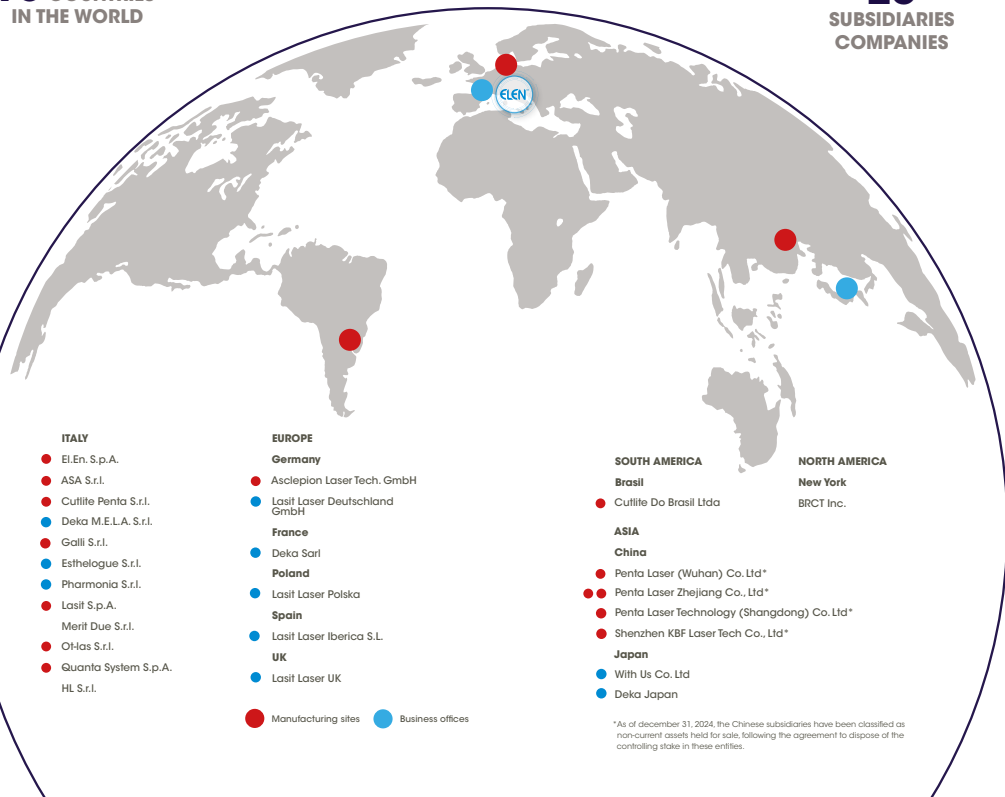 IN THE WORLD
SUBSIDIARIES
COMPANIES
ELEN
ITALY
El.En. S.p.A.
ASA S.r.l.
Cutlite Penta S.r.l.
Deka M.E.L.A. S.r.l.
Galli S.r.l.
Esthelogue S.r.l.
Pharmonia S.r.l.
Lasit S.p.A.
Merit Due S.r.l.
Ot-las S.r.l.
Quanta System S.p.A.
HL S.r.l.
EUROPE
Germany
Asclepion Laser Tech. GmbH
Lasit Laser Deutschland
GmbH
France
Deka Sarl
Poland
Lasit Laser Polska
Spain
Lasit Laser Iberica S.L.
UK
Lasit Laser UK
Manufacturing sites
Business offices
SOUTH AMERICA
Brasil
Cutlite Do Brasil Ltda
NORTH AMERICA
New York
BRCT Inc.
ASIA
China
Penta Laser (Wuhan) Co. Ltd*
Penta Laser Zhejiang Co., Ltd*
Penta Laser Technology (Shangdong) Co. Ltd*
Shenzhen KBF Laser Tech Co., Ltd*
Japan
With Us Co. Ltd
Deka Japan
*As of december 31, 2024, the Chinese subsidiaries have been classified as
non-current assets held for sale, following the agreement to dispose of the
controlling stake in these entities.